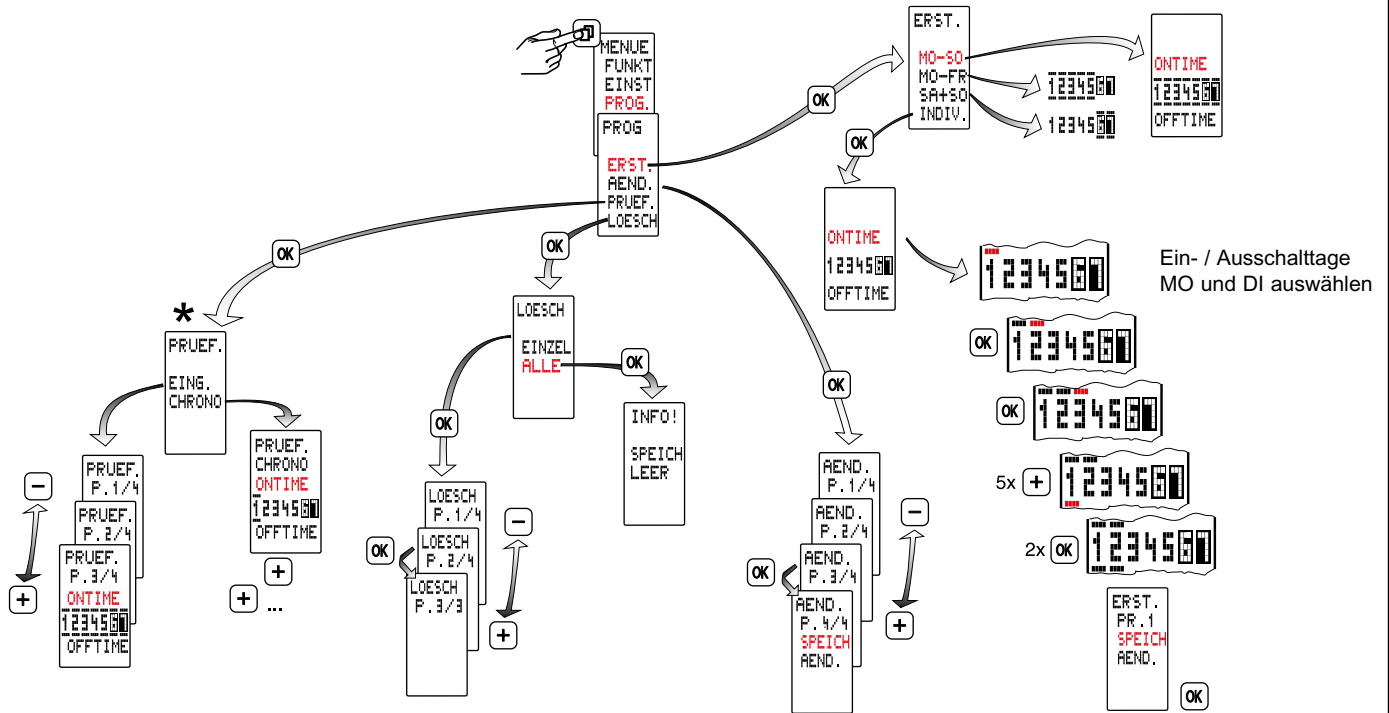 MENUE
FUNKT
EINST
PROG.
PROG
ERST.
AEND.
PRUEF.
LOESCH
OK
ERST.
MO-SO
MO-FR
SA+SO
INDIV.
1234567
1234567
ONTIME
1234567
OFFTIME
OK
ONTIME
1234567
OFFTIME
1234567
Ein- / Ausschalttage
MO und DI auswählen
OK 1234567
OK 1234567
5x + 1234567
2x OK 1234567
ERST.
PR.1
SPEICH
AEND.
OK
OK
*
PRUEF.
EING.
CHRONO
PRUEF.
P.1/4
PRUEF.
P.2/4
PRUEF.
P.3/4
ONTIME
1234567
OFFTIME
-
+
PRUEF.
CHRONO
ONTIME
1234567
OFFTIME
+
+ ...
OK
LOESCH
EINZEL
ALLE
OK
OK
LOESCH
P.1/4
LOESCH
P.2/4
LOESCH
P.3/3
OK
-
+
INFO!
SPEICH
LEER
OK
AEND.
P.1/4
AEND.
P.2/4
AEND.
P.3/4
AEND.
P.4/4
SPEICH
AEND.
OK
-
+